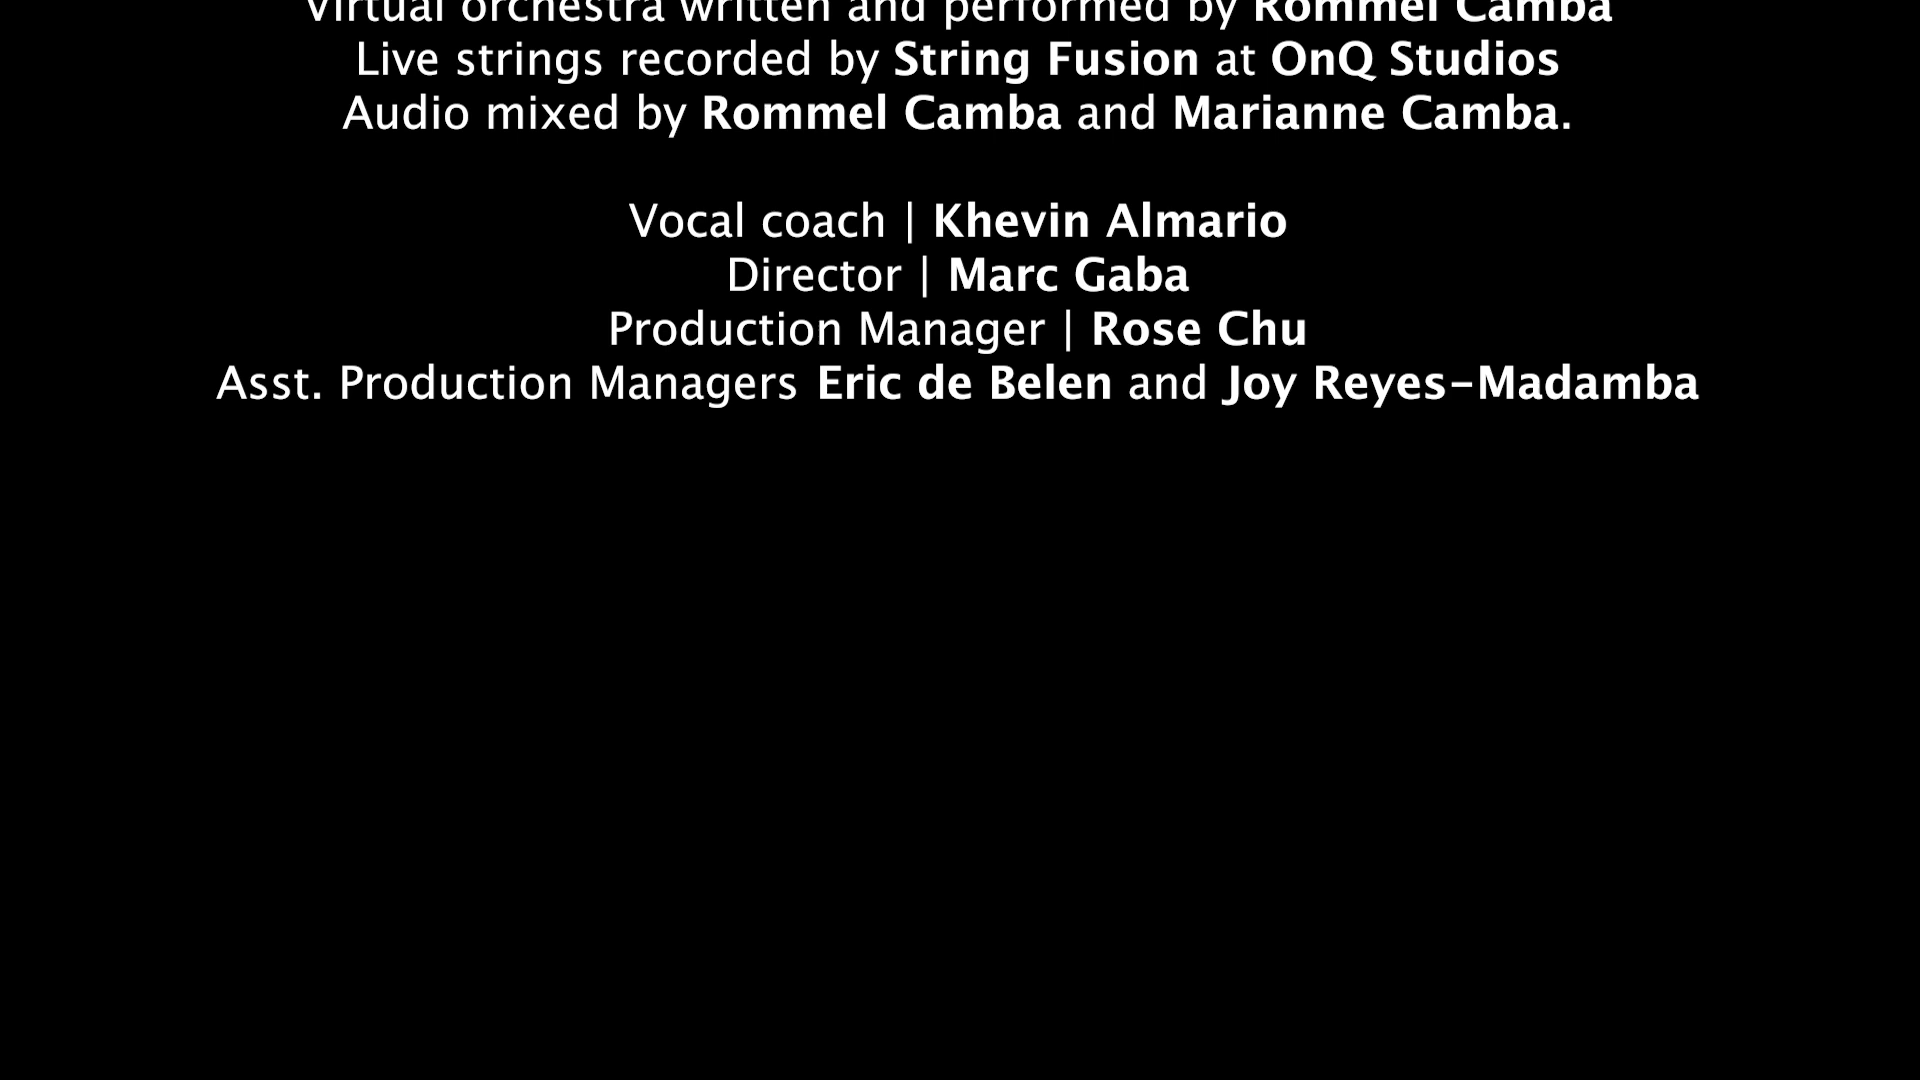 Virtual orchestra written and performed by Rommel Camba
Live strings recorded by String Fusion at OnQ Studios
Audio mixed by Rommel Camba and Marianne Camba.
Vocal coach | Khevin Almario
Director | Marc Gaba
Production Manager | Rose Chu
Asst. Production Managers Eric de Belen and Joy Reyes-Madamba